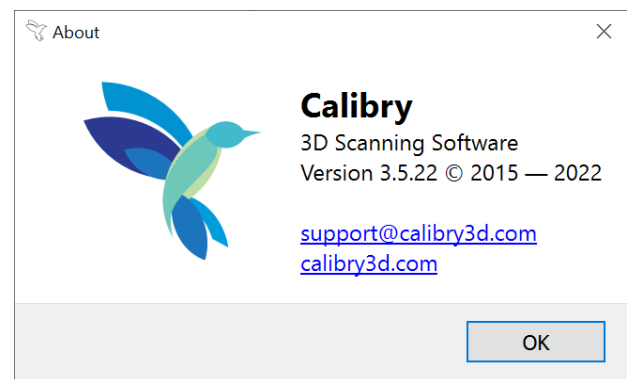 About
Calibry
3D Scanning Software
Version 3.5.22 © 2015 — 2022
support@calibry3d.com
calibry3d.com
OK